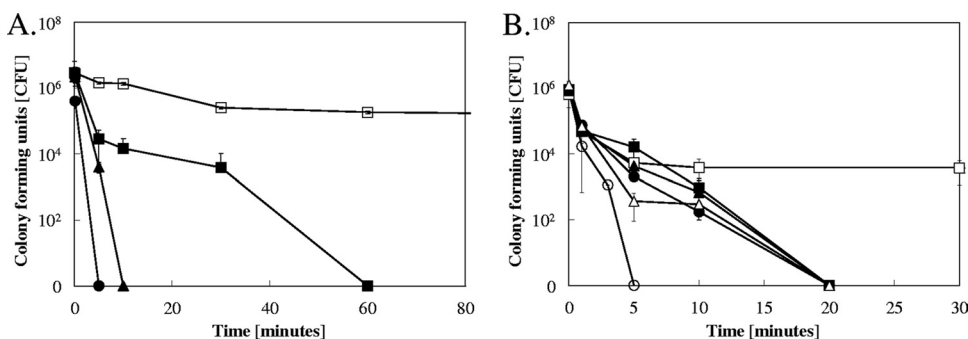 A.
Colony forming units [CFU]
10^8
10^6
10^4
10^2
0
0 20 40 60 80
Time [minutes]
B.
Colony forming units [CFU]
10^8
10^6
10^4
10^2
0
0 5 10 15 20 30
Time [minutes]